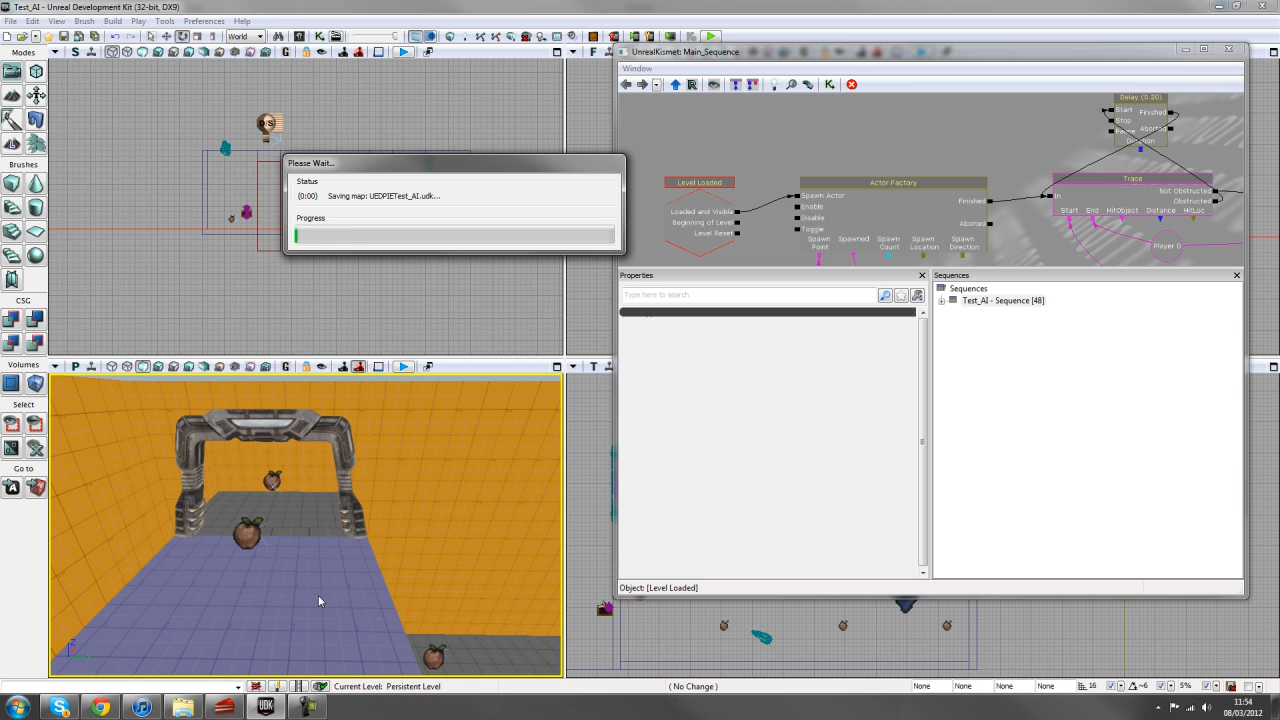 Test_AI - Unreal Development Kit (32-bit, DX9)
File Edit View Brush Build Play Tools Preferences Help
World
Modes
S
G
F
Brushes
CSG
Volumes
Select
Go to
Please Wait...
Status
(0:00) Saving map: UEDPIETest_AI.udk...
Progress
P
G
T
UnrealKismet: Main_Sequence
Window
Delay (0.20)
Start
Finished
Stop
Pause
Aborted
Duration
Level Loaded
Loaded and Visible
Beginning of Level
Level Reset
Actor Factory
Spawn Actor
Enable
Disable
Toggle
Finished
Aborted
Spawn Point
Spawned
Spawn Count
Spawn Location
Spawn Direction
Trace
In
Not Obstructed
Obstructed
Start End HitObject Distance HitLoc
Player 0
Properties
Type here to search
Sequences
Sequences
Test_AI - Sequence [48]
Object: [Level Loaded]
Z
Current Level: Persistent Level
( No Change )
None None None None 16 ~6 5%
UDK
11:54
08/03/2012